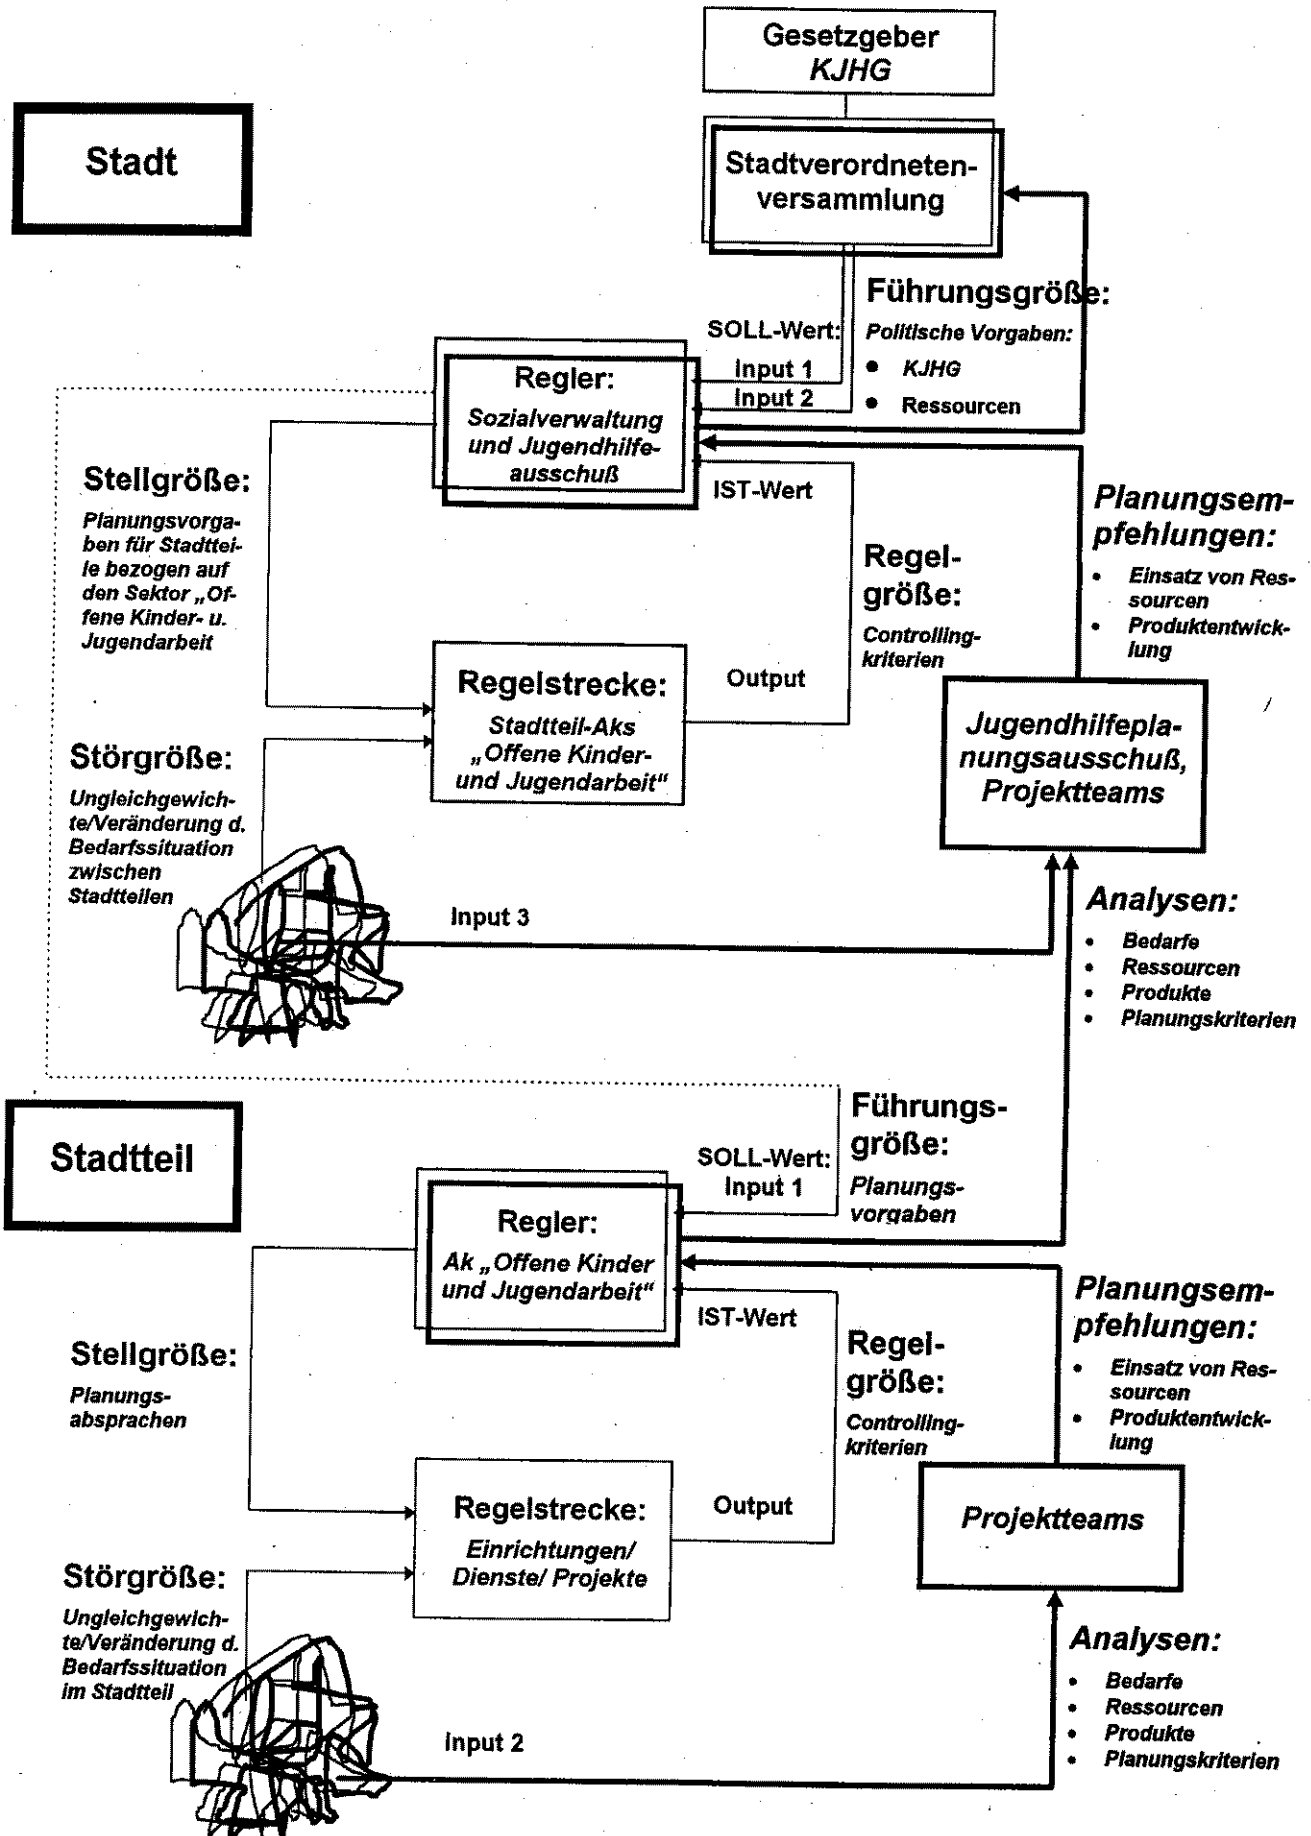 Gesetzgeber
KJHG
Stadt
Stadtverordneten-
versammlung
Führungsgröße:
Politische Vorgaben:
• KJHG
• Ressourcen
SOLL-Wert:
Input 1
Input 2
Regler:
Sozialverwaltung
und Jugendhilfe-
ausschuß
IST-Wert
Stellgröße:
Planungsvorga-
ben für Stadttei-
le bezogen auf
den Sektor „Of-
fene Kinder- u.
Jugendarbeit
Regel-
größe:
Controlling-
kriterien
Planungsem-
pfehlungen:
• Einsatz von Res-
sourcen
• Produktentwick-
lung
Regelstrecke:
Stadtteil-Aks
„Offene Kinder-
und Jugendarbeit“
Output
Jugendhilfepla-
nungsausschuß,
Projektteams
Störgröße:
Ungleichgewich-
te/Veränderung d.
Bedarfssituation
zwischen
Stadtteilen
Input 3
Analysen:
• Bedarfe
• Ressourcen
• Produkte
• Planungskriterien
Stadtteil
Führungs-
größe:
Planungs-
vorgaben
SOLL-Wert:
Input 1
Regler:
Ak „Offene Kinder
und Jugendarbeit“
IST-Wert
Stellgröße:
Planungs-
absprachen
Regel-
größe:
Controlling-
kriterien
Planungsem-
pfehlungen:
• Einsatz von Res-
sourcen
• Produktentwick-
lung
Regelstrecke:
Einrichtungen/
Dienste/ Projekte
Output
Projektteams
Störgröße:
Ungleichgewich-
te/Veränderung d.
Bedarfssituation
im Stadtteil
Input 2
Analysen:
• Bedarfe
• Ressourcen
• Produkte
• Planungskriterien